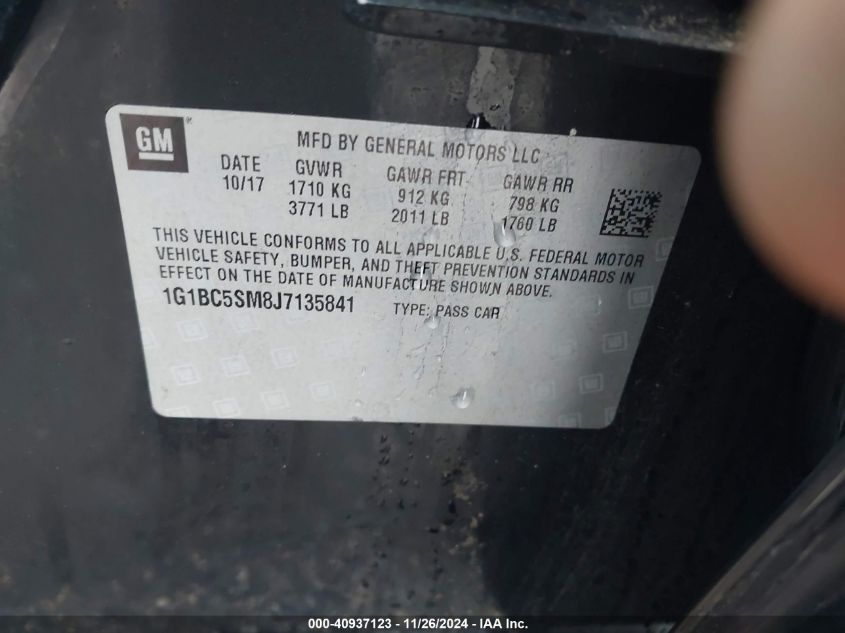 GM®
MFD BY GENERAL MOTORS LLC
DATE GVWR GAWR FRT GAWR RR
10/17 1710 KG 912 KG 798 KG
3771 LB 2011 LB 1760 LB
THIS VEHICLE CONFORMS TO ALL APPLICABLE U.S. FEDERAL MOTOR
VEHICLE SAFETY, BUMPER, AND THEFT PREVENTION STANDARDS IN
EFFECT ON THE DATE OF MANUFACTURE SHOWN ABOVE.
1G1BC5SM8J7135841 TYPE: PASS CAR
000-40937123 - 11/26/2024 - IAA Inc.